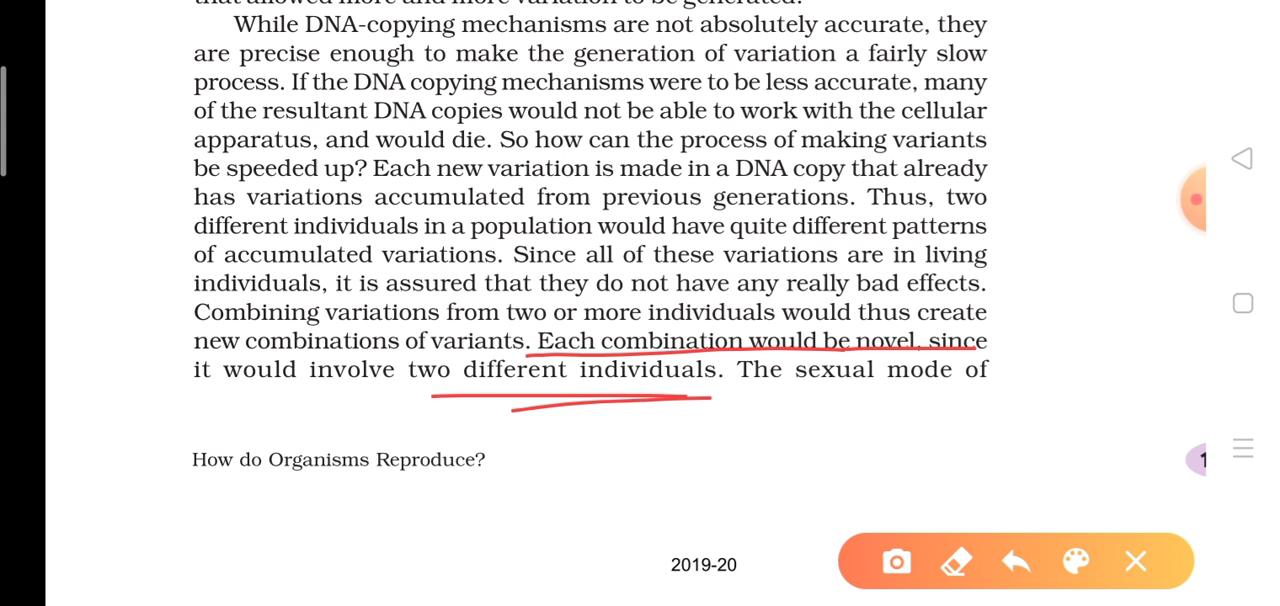 While DNA-copying mechanisms are not absolutely accurate, they
are precise enough to make the generation of variation a fairly slow
process. If the DNA copying mechanisms were to be less accurate, many
of the resultant DNA copies would not be able to work with the cellular
apparatus, and would die. So how can the process of making variants
be speeded up? Each new variation is made in a DNA copy that already
has variations accumulated from previous generations. Thus, two
different individuals in a population would have quite different patterns
of accumulated variations. Since all of these variations are in living
individuals, it is assured that they do not have any really bad effects.
Combining variations from two or more individuals would thus create
new combinations of variants. Each combination would be novel, since
it would involve two different individuals. The sexual mode of
How do Organisms Reproduce?
1
2019-20